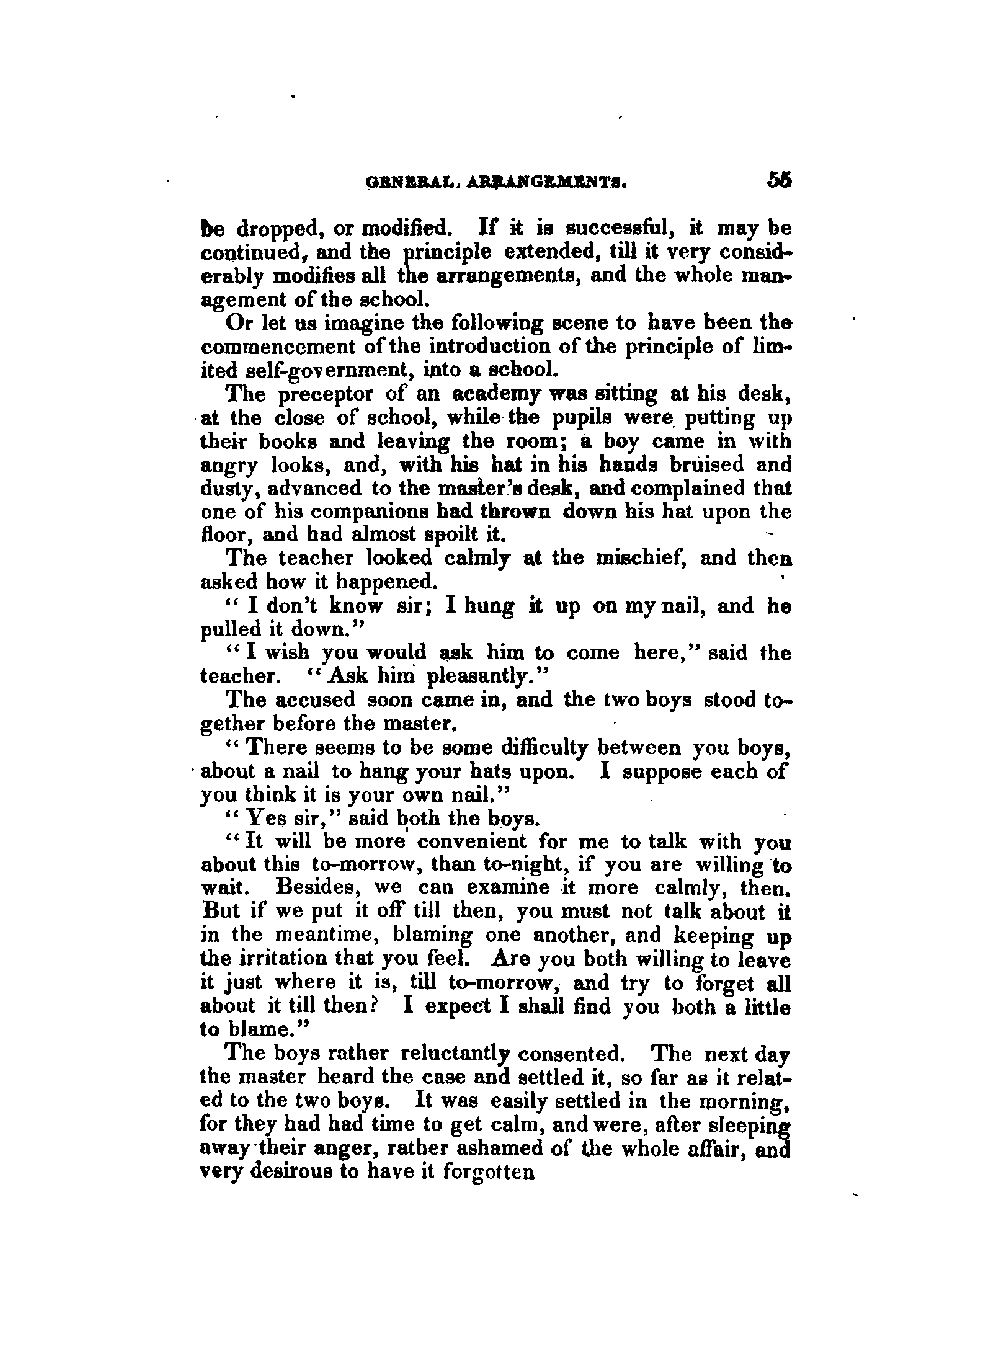 GENERAL ARRANGEMENTS. 55
be dropped, or modified. If it is successful, it may be
continued, and the principle extended, till it very consid-
erably modifies all the arrangements, and the whole man-
agement of the school.
Or let us imagine the following scene to have been the
commencement of the introduction of the principle of lim-
ited self-government, into a school.
The preceptor of an academy was sitting at his desk,
at the close of school, while the pupils were putting up
their books and leaving the room; a boy came in with
angry looks, and, with his hat in his hands bruised and
dusty, advanced to the master's desk, and complained that
one of his companions had thrown down his hat upon the
floor, and had almost spoilt it.
The teacher looked calmly at the mischief, and then
asked how it happened.
"I don't know sir; I hung it up on my nail, and he
pulled it down."
"I wish you would ask him to come here," said the
teacher. "Ask him pleasantly."
The accused soon came in, and the two boys stood to-
gether before the master.
"There seems to be some difficulty between you boys,
about a nail to hang your hats upon. I suppose each of
you think it is your own nail."
"Yes sir," said both the boys.
"It will be more convenient for me to talk with you
about this to-morrow, than to-night, if you are willing to
wait. Besides, we can examine it more calmly, then.
But if we put it off till then, you must not talk about it
in the meantime, blaming one another, and keeping up
the irritation that you feel. Are you both willing to leave
it just where it is, till to-morrow, and try to forget all
about it till then? I expect I shall find you both a little
to blame."
The boys rather reluctantly consented. The next day
the master heard the case and settled it, so far as it relat-
ed to the two boys. It was easily settled in the morning,
for they had had time to get calm, and were, after sleeping
away their anger, rather ashamed of the whole affair, and
very desirous to have it forgotten